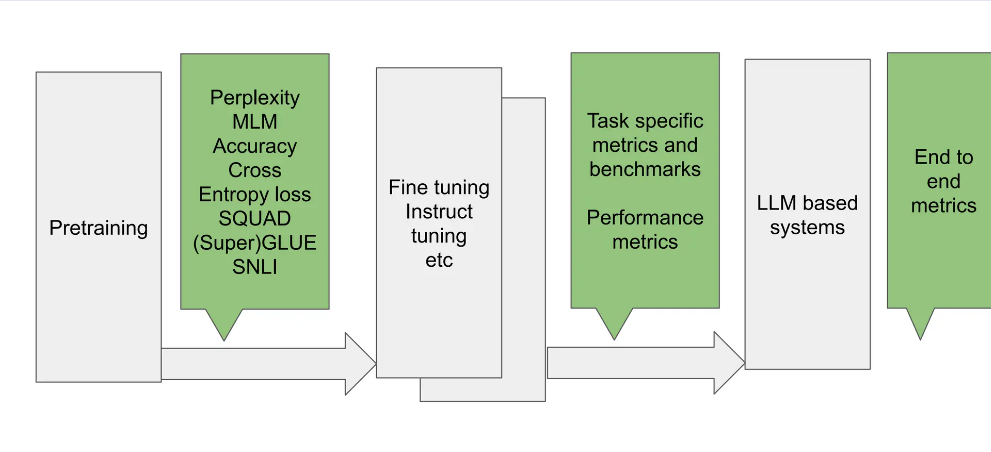 Pretraining
Perplexity
MLM
Accuracy
Cross
Entropy loss
SQUAD
(Super)GLUE
SNLI
Fine tuning
Instruct
tuning
etc
Task specific
metrics and
benchmarks
Performance
metrics
LLM based
systems
End to
end
metrics